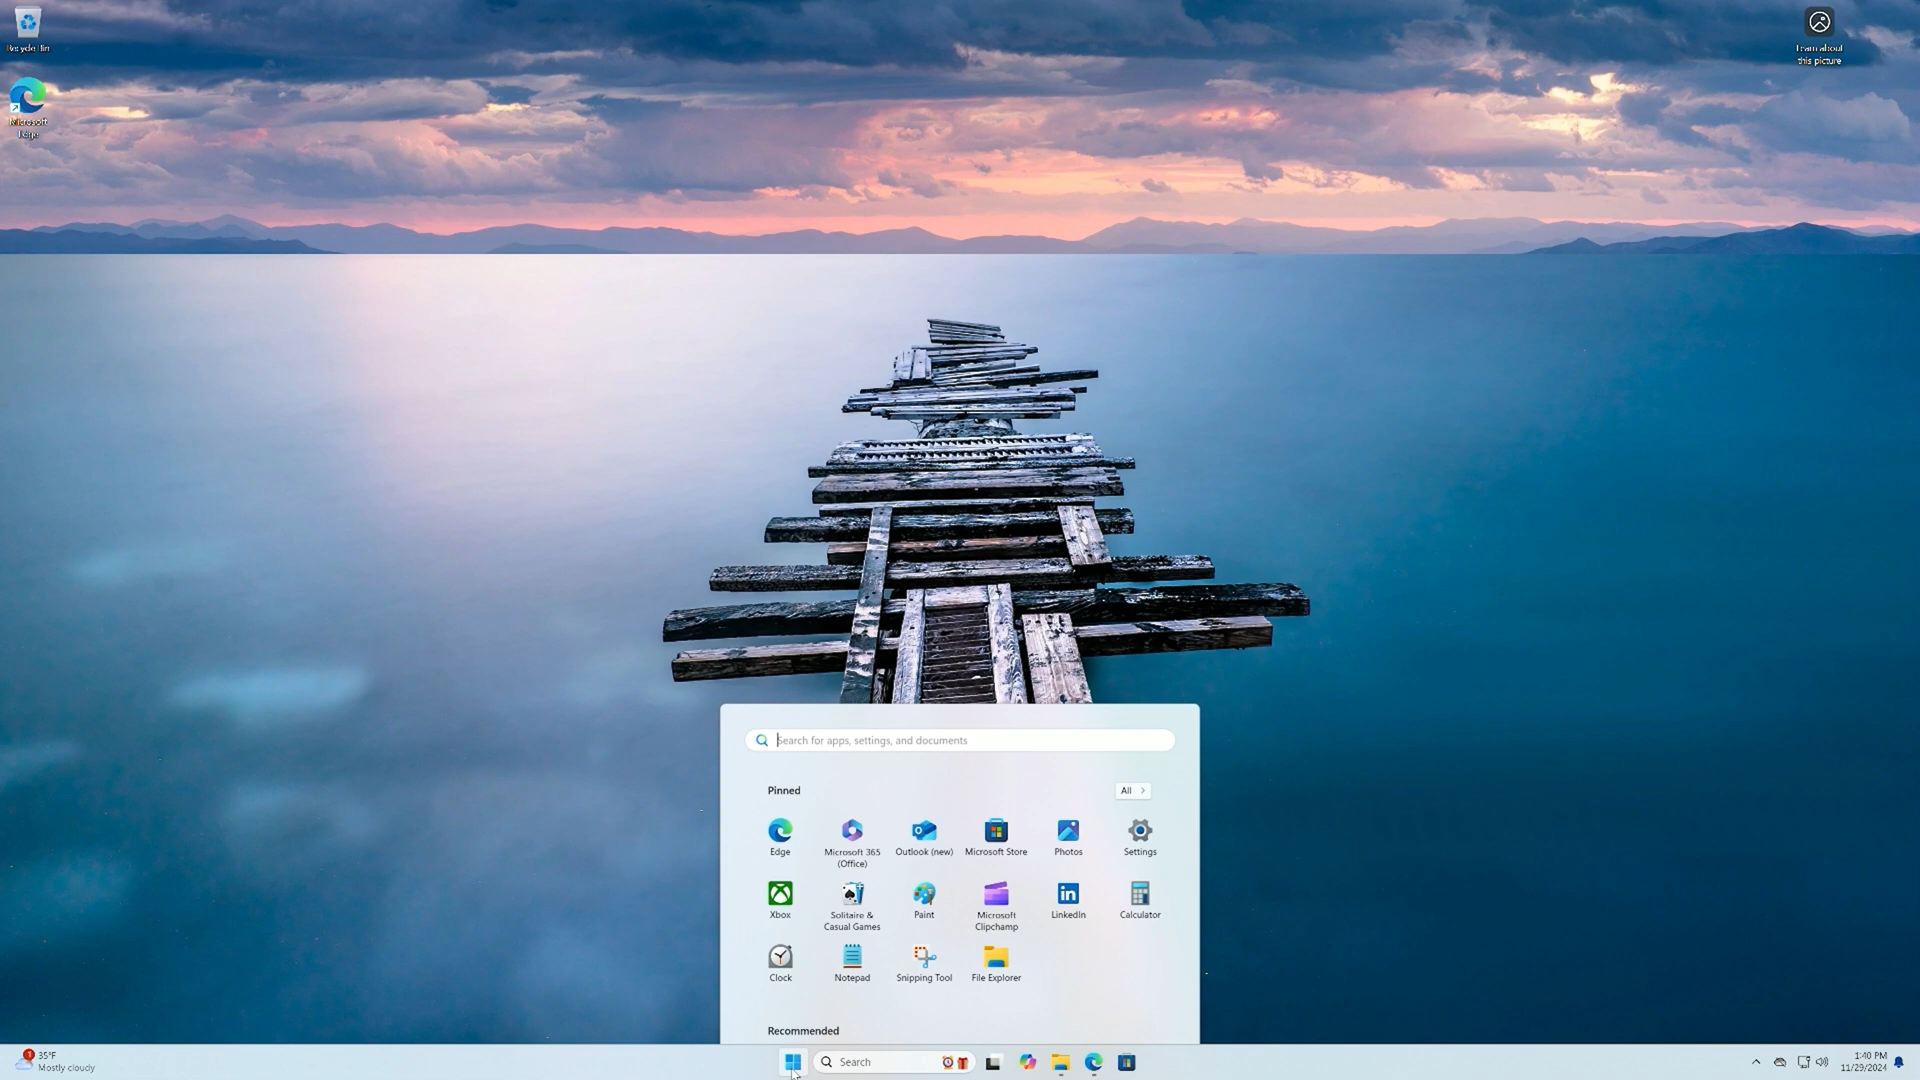 Recycle Bin
Microsoft
Edge
Learn about
this picture
Search for apps, settings, and documents
Pinned
All
Edge
Microsoft 365
(Office)
Outlook (new)
Microsoft Store
Photos
Settings
Xbox
Solitaire &
Casual Games
Paint
Microsoft
Clipchamp
LinkedIn
Calculator
Clock
Notepad
Snipping Tool
File Explorer
Recommended
1
35°F
Mostly cloudy
Search
1:40 PM
11/29/2024